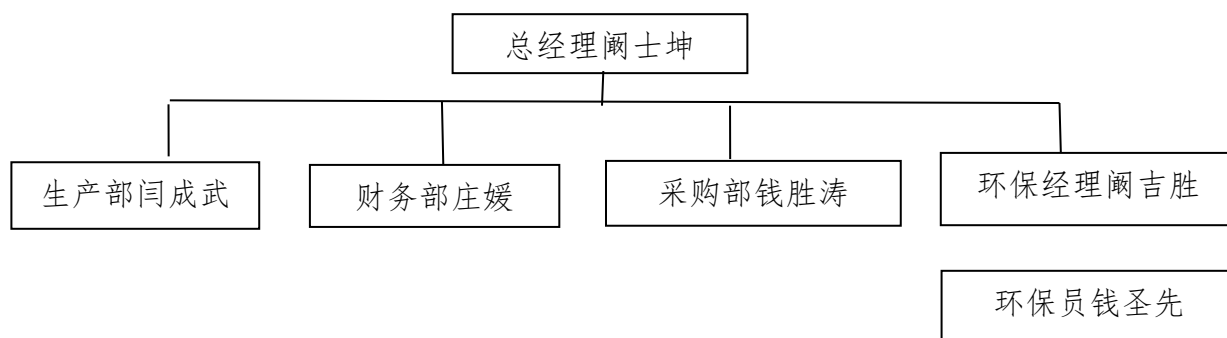 总经理阚士坤
生产部闫成武
财务部庄媛
采购部钱胜涛
环保经理阚吉胜
环保员钱圣先